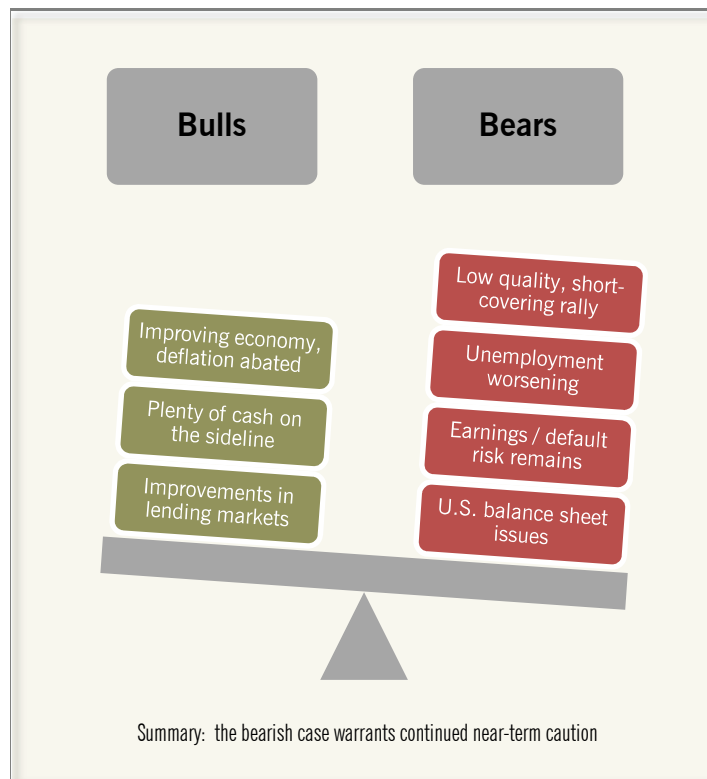 Bulls
Bears
Improving economy,
deflation abated
Plenty of cash on
the sideline
Improvements in
lending markets
Low quality, short-
covering rally
Unemployment
worsening
Earnings / default
risk remains
U.S. balance sheet
issues
Summary: the bearish case warrants continued near-term caution